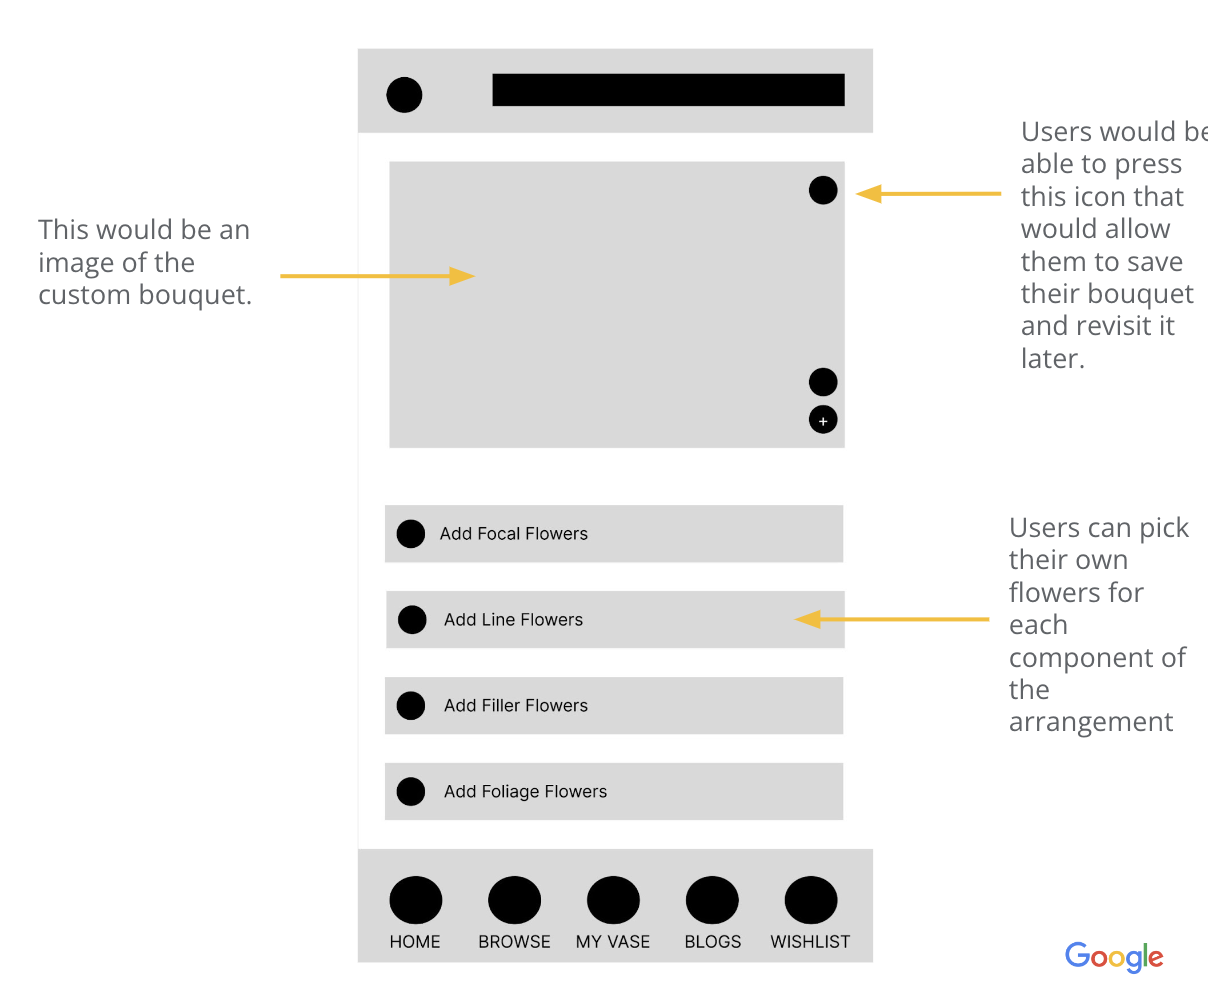 This would be an
image of the
custom bouquet.
Users would be
able to press
this icon that
would allow
them to save
their bouquet
and revisit it
later.
+
Add Focal Flowers
Add Line Flowers
Add Filler Flowers
Add Foliage Flowers
Users can pick
their own
flowers for
each
component of
the
arrangement
HOME BROWSE MY VASE BLOGS WISHLIST
Google